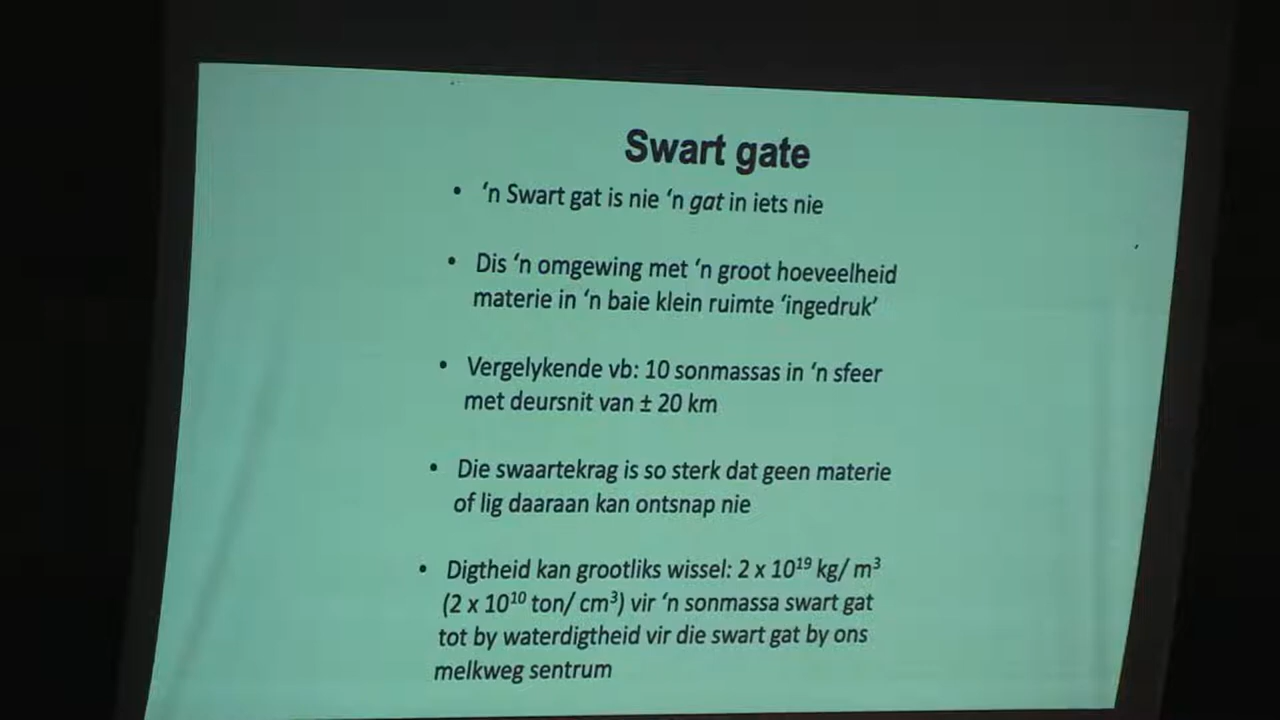 Swart gate
• ‘n Swart gat is nie ‘n gat in iets nie
• Dis ‘n omgewing met ‘n groot hoeveelheid
materie in ‘n baie klein ruimte ‘ingedruk’
• Vergelykende vb: 10 sonmassas in ‘n sfeer
met deursnit van ± 20 km
• Die swaartekrag is so sterk dat geen materie
of lig daaraan kan ontsnap nie
• Digtheid kan grootliks wissel: 2 x 10¹⁹ kg/ m³
(2 x 10¹⁰ ton/ cm³) vir ‘n sonmassa swart gat
tot by waterdigtheid vir die swart gat by ons
melkweg sentrum